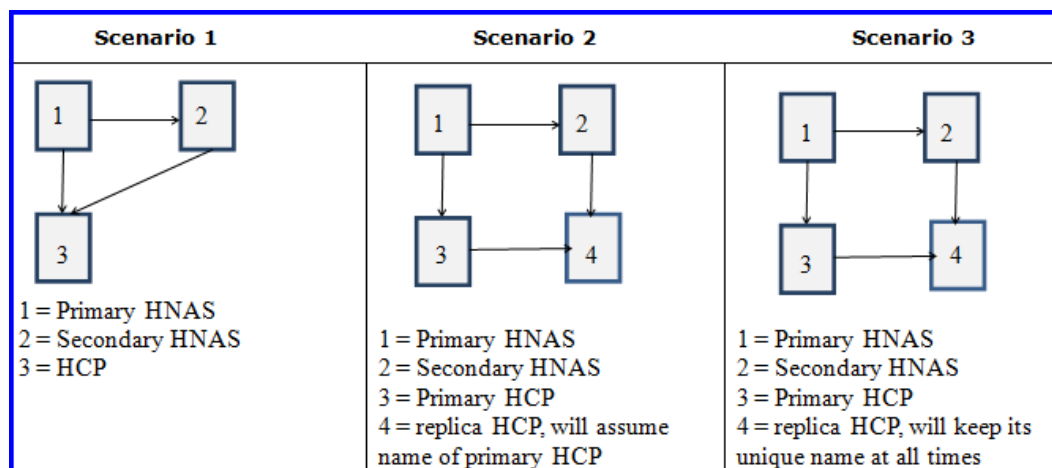 Scenario 1
1
2
3
1 = Primary HNAS
2 = Secondary HNAS
3 = HCP
Scenario 2
1
2
3
4
1 = Primary HNAS
2 = Secondary HNAS
3 = Primary HCP
4 = replica HCP, will assume
name of primary HCP
Scenario 3
1
2
3
4
1 = Primary HNAS
2 = Secondary HNAS
3 = Primary HCP
4 = replica HCP, will keep its
unique name at all times